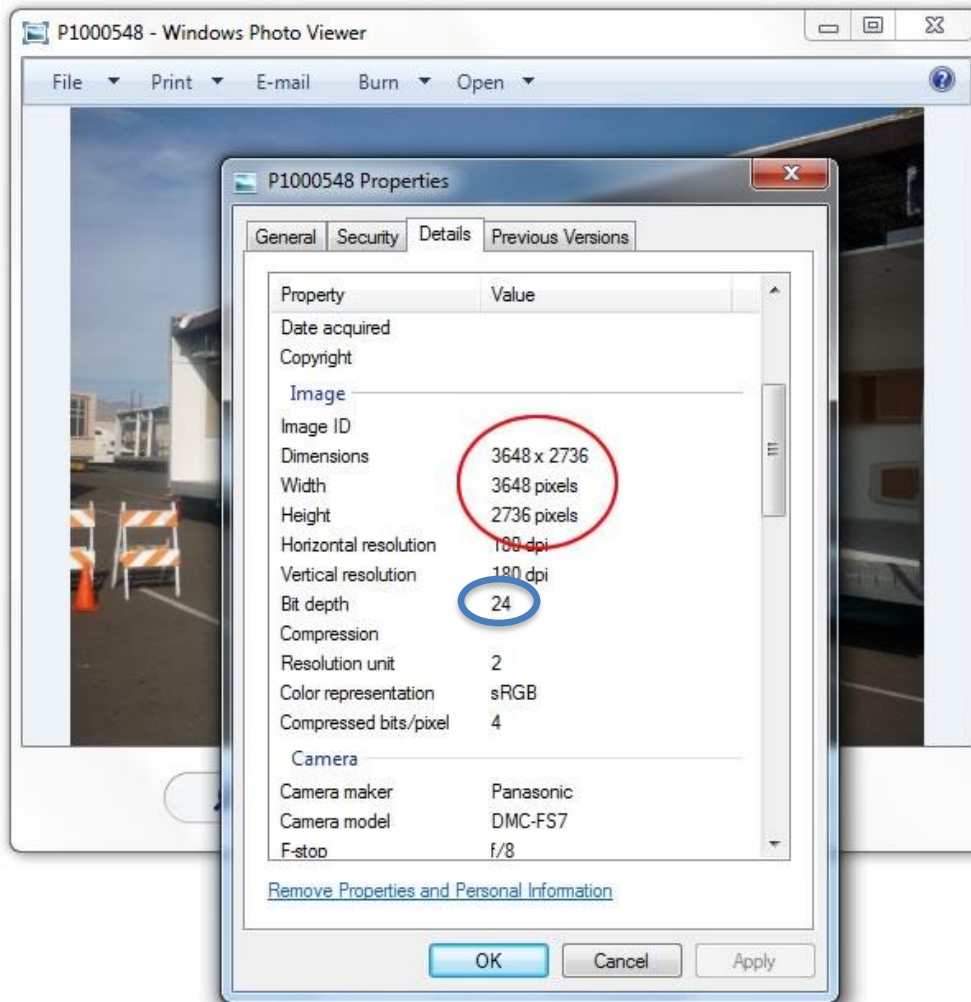 P1000548 - Windows Photo Viewer
File Print E-mail Burn Open
P1000548 Properties
General Security Details Previous Versions
Property Value
Date acquired
Copyright
Image
Image ID
Dimensions 3648 x 2736
Width 3648 pixels
Height 2736 pixels
Horizontal resolution 180 dpi
Vertical resolution 180 dpi
Bit depth 24
Compression
Resolution unit 2
Color representation sRGB
Compressed bits/pixel 4
Camera
Camera maker Panasonic
Camera model DMC-FS7
F-stop f/8
Remove Properties and Personal Information
OK Cancel Apply